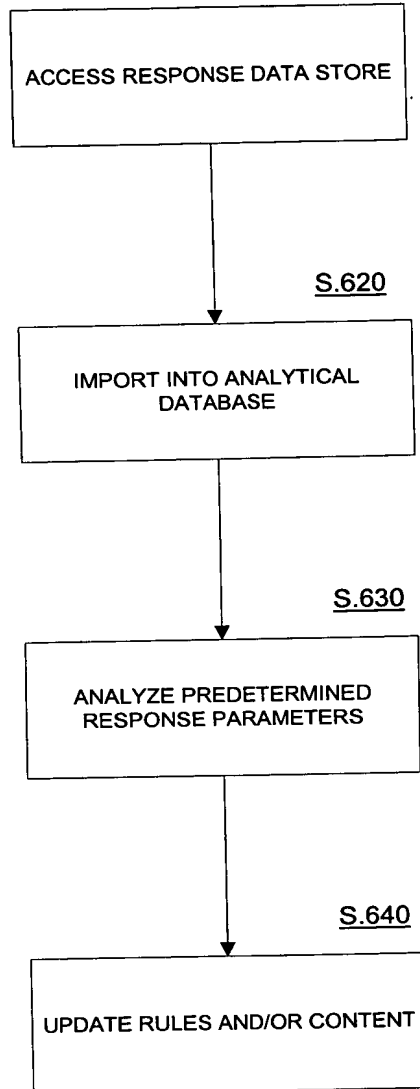 ACCESS RESPONSE DATA STORE
S.620
IMPORT INTO ANALYTICAL
DATABASE
S.630
ANALYZE PREDETERMINED
RESPONSE PARAMETERS
S.640
UPDATE RULES AND/OR CONTENT